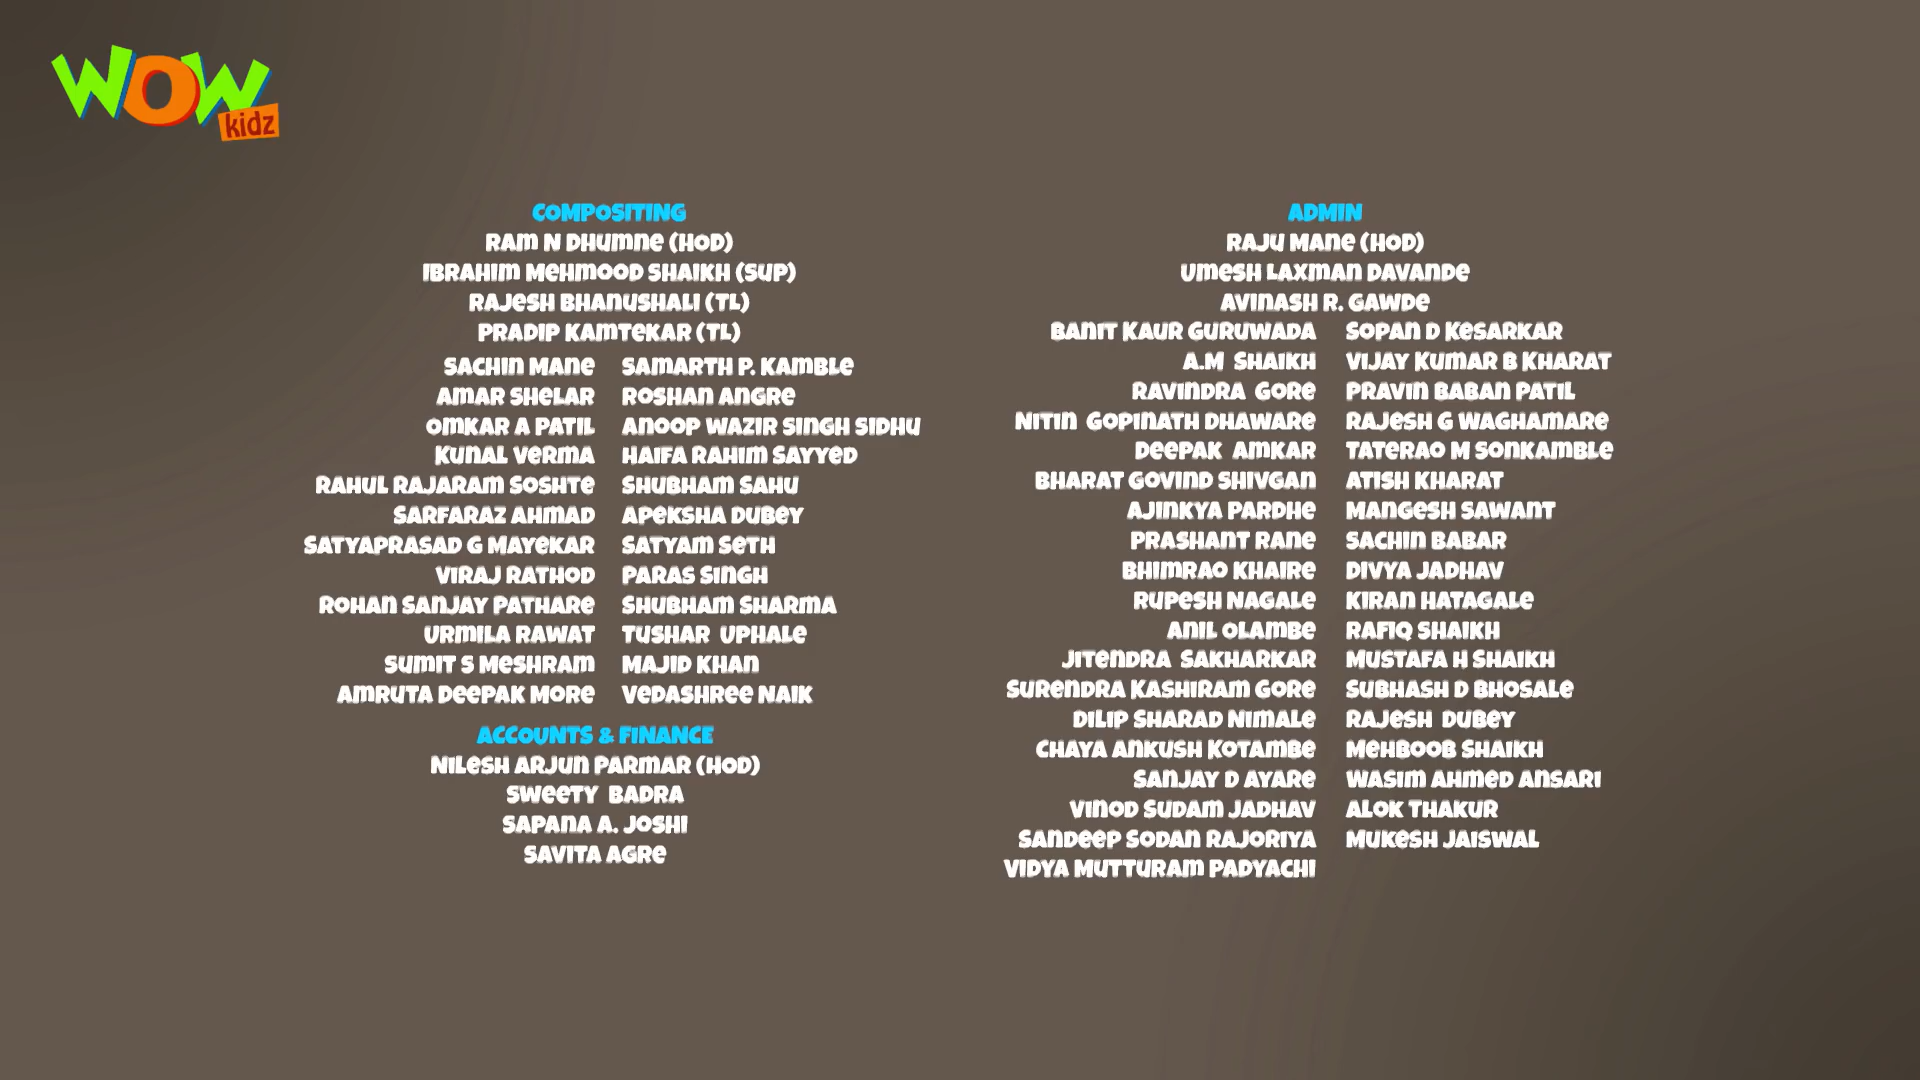 WOW
kidz
COMPOSITING
RAM N DHUMNE (HOD)
IBRAHIM MEHMOOD SHAIKH (SUP)
RAJESH BHANUSHALI (TL)
PRADIP KAMTEKAR (TL)
SACHIN MANE SAMARTH P. KAMBLE
AMAR SHELAR ROSHAN ANGRE
OMKAR A PATIL ANOOP WAZIR SINGH SIDHU
KUNAL VERMA HAIFA RAHIM SAYYED
RAHUL RAJARAM SOSHTE SHUBHAM SAHU
SARFARAZ AHMAD APEKSHA DUBEY
SATYAPRASAD G MAYEKAR SATYAM SETH
VIRAJ RATHOD PARAS SINGH
ROHAN SANJAY PATHARE SHUBHAM SHARMA
URMILA RAWAT TUSHAR UPHALE
SUMIT S MESHRAM MAJID KHAN
AMRUTA DEEPAK MORE VEDASHREE NAIK
ACCOUNTS & FINANCE
NILESH ARJUN PARMAR (HOD)
SWEETY BADRA
SAPANA A. JOSHI
SAVITA AGRE
ADMIN
RAJU MANE (HOD)
UMESH LAXMAN DAVANDE
AVINASH R. GAWDE
BANIT KAUR GURUWADA SOPAN D KESARKAR
A.M SHAIKH VIJAY KUMAR B KHARAT
RAVINDRA GORE PRAVIN BABAN PATIL
NITIN GOPINATH DHAWARE RAJESH G WAGHAMARE
DEEPAK AMKAR TATERAO M SONKAMBLE
BHARAT GOVIND SHIVGAN ATISH KHARAT
AJINKYA PARDHE MANGESH SAWANT
PRASHANT RANE SACHIN BABAR
BHIMRAO KHAIRE DIVYA JADHAV
RUPESH NAGALE KIRAN HATAGALE
ANIL OLAMBE RAFIQ SHAIKH
JITENDRA SAKHARKAR MUSTAFA H SHAIKH
SURENDRA KASHIRAM GORE SUBHASH D BHOSALE
DILIP SHARAD NIMALE RAJESH DUBEY
CHAYA ANKUSH KOTAMBE MEHBOOB SHAIKH
SANJAY D AYARE WASIM AHMED ANSARI
VINOD SUDAM JADHAV ALOK THAKUR
SANDEEP SODAN RAJORIYA MUKESH JAISWAL
VIDYA MUTTURAM PADYACHI